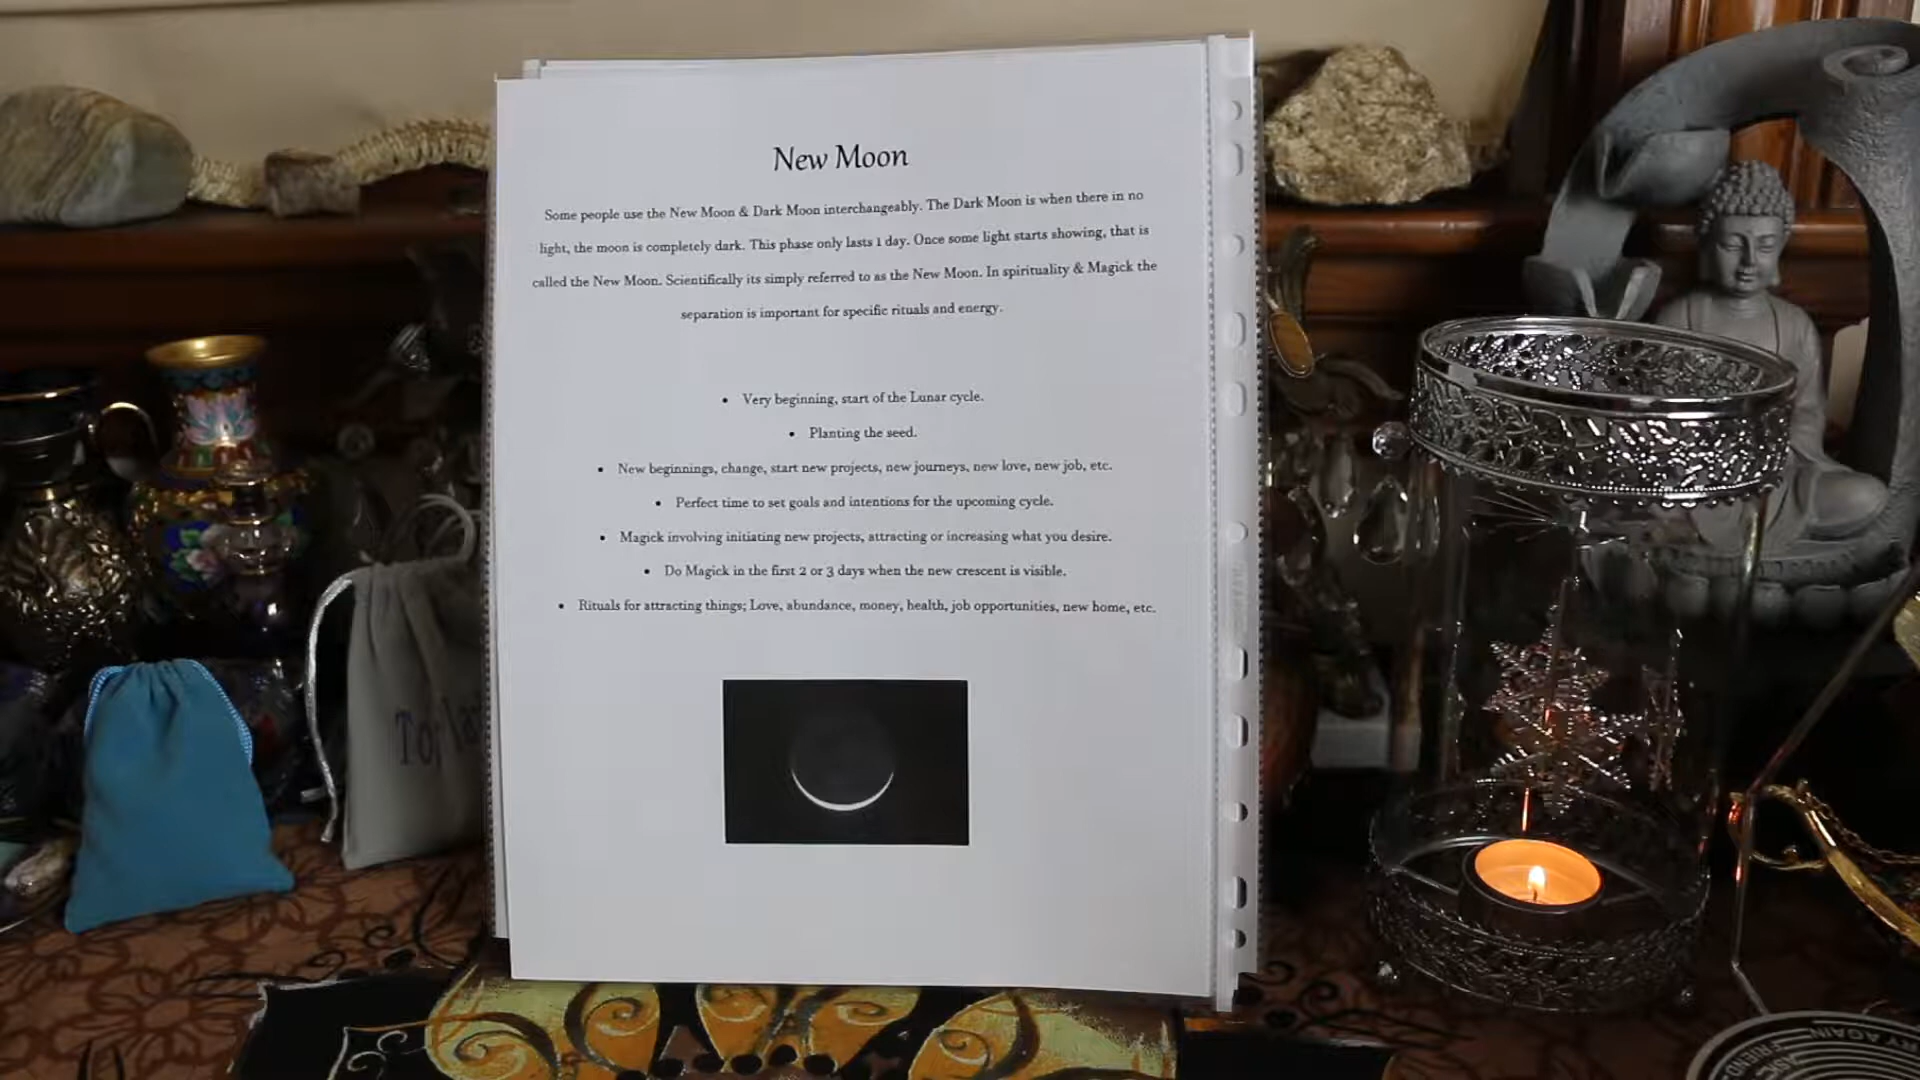 New Moon
Some people use the New Moon & Dark Moon interchangeably. The Dark Moon is when there in no
light, the moon is completely dark. This phase only lasts 1 day. Once some light starts showing, that is
called the New Moon. Scientifically its simply referred to as the New Moon. In spirituality & Magick the
separation is important for specific rituals and energy.
• Very beginning, start of the Lunar cycle.
• Planting the seed.
• New beginnings, change, start new projects, new journeys, new love, new job, etc.
• Perfect time to set goals and intentions for the upcoming cycle.
• Magick involving initiating new projects, attracting or increasing what you desire.
• Do Magick in the first 2 or 3 days when the new crescent is visible.
• Rituals for attracting things; Love, abundance, money, health, job opportunities, new home, etc.
AGAIN